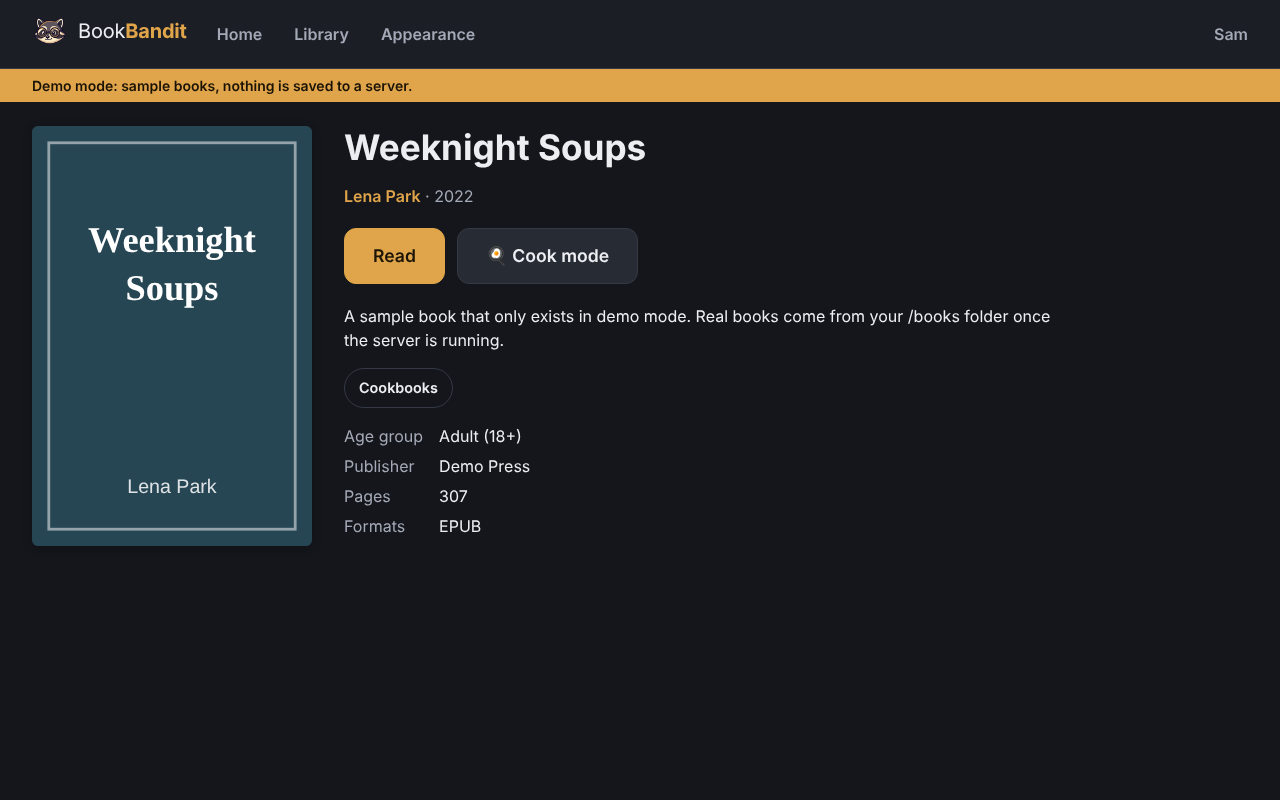 BookBandit
Home Library Appearance Sam
Demo mode: sample books, nothing is saved to a server.
Weeknight
Soups
Lena Park
Weeknight Soups
Lena Park · 2022
Read 🍳 Cook mode
A sample book that only exists in demo mode. Real books come from your /books folder once
the server is running.
Cookbooks
Age group Adult (18+)
Publisher Demo Press
Pages 307
Formats EPUB